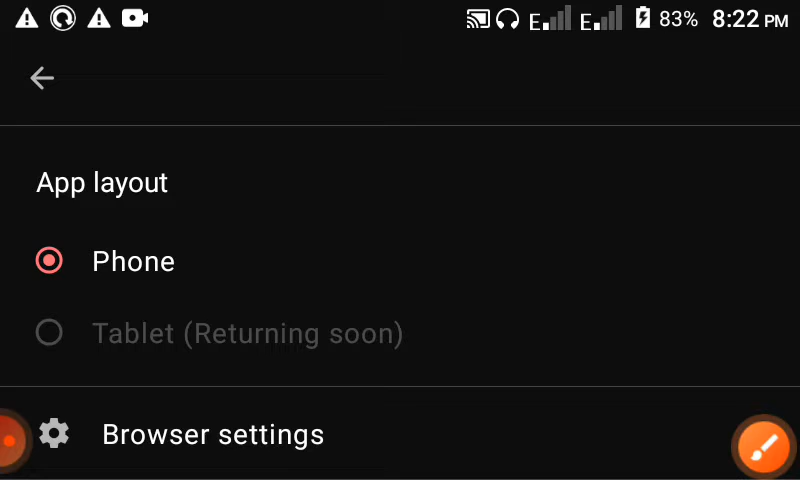 E E 83% 8:22 PM
App layout
Phone
Tablet (Returning soon)
Browser settings